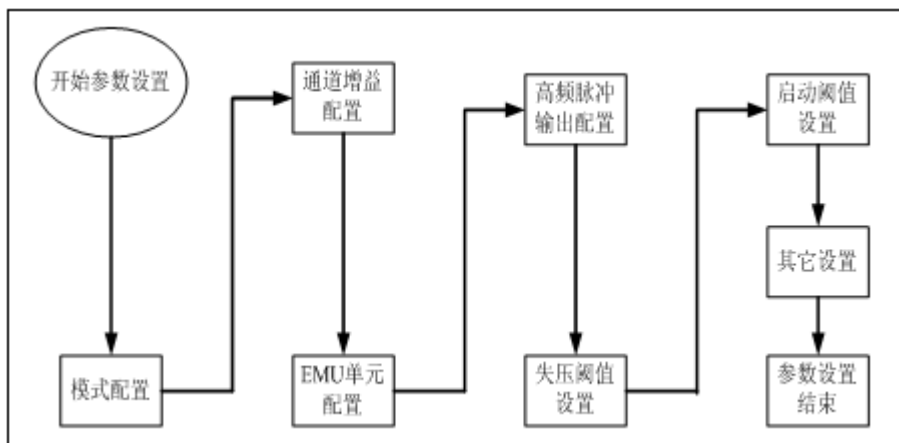 开始参数设置
模式配置
通道增益
配置
EMU单元
配置
高频脉冲
输出配置
失压阈值
设置
启动阈值
设置
其它设置
参数设置
结束